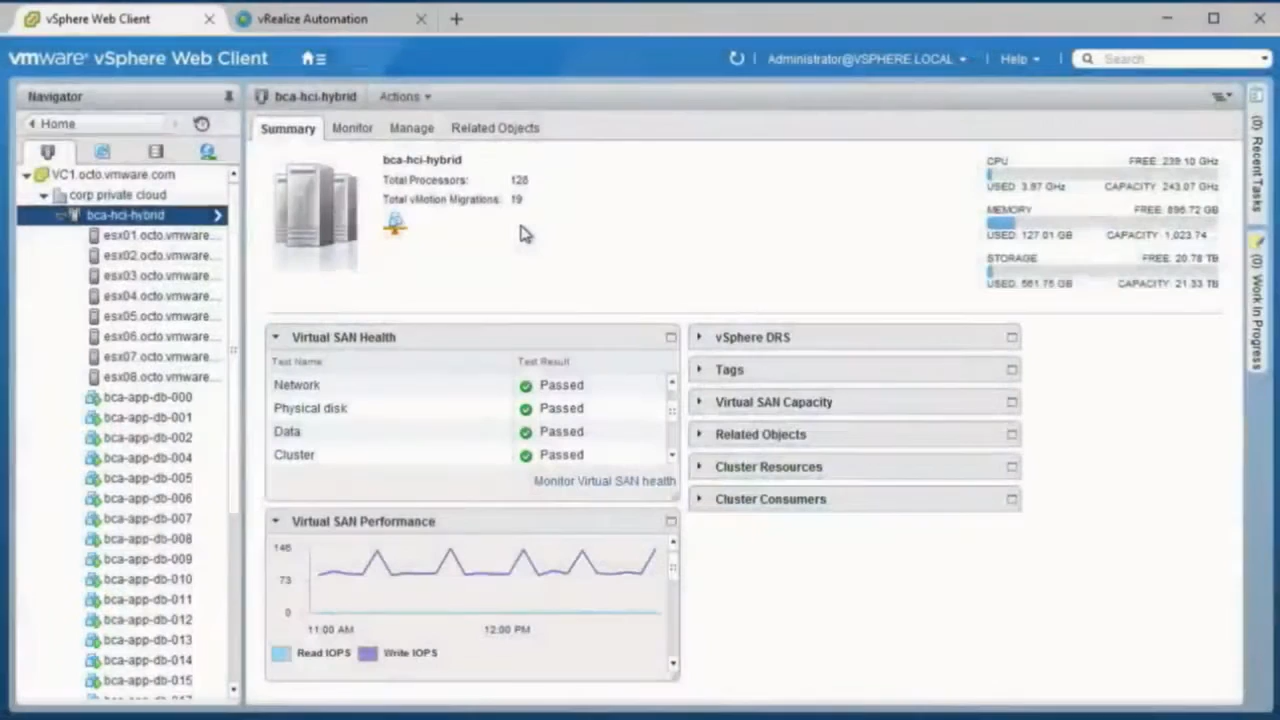 vSphere Web Client
vRealize Automation
vmware vSphere Web Client
Administrator@VSPHERE.LOCAL
Help
Search
Navigator
Home
VC1.octo.vmware.com
corp private cloud
bca-hci-hybrid
esx01.octo.vmware....
esx02.octo.vmware....
esx03.octo.vmware....
esx04.octo.vmware....
esx05.octo.vmware....
esx06.octo.vmware....
esx07.octo.vmware....
esx08.octo.vmware....
bca-app-db-000
bca-app-db-001
bca-app-db-002
bca-app-db-004
bca-app-db-005
bca-app-db-006
bca-app-db-007
bca-app-db-008
bca-app-db-009
bca-app-db-010
bca-app-db-011
bca-app-db-012
bca-app-db-013
bca-app-db-014
bca-app-db-015
bca-hci-hybrid Actions
Summary Monitor Manage Related Objects
bca-hci-hybrid
Total Processors: 128
Total vMotion Migrations: 19
CPU FREE: 239.10 GHz
USED: 3.97 GHz CAPACITY: 243.07 GHz
MEMORY FREE: 896.72 GB
USED: 127.01 GB CAPACITY: 1,023.74
STORAGE FREE: 20.78 TB
USED: 561.75 GB CAPACITY: 21.33 TB
Virtual SAN Health
Test Name Test Result
Network Passed
Physical disk Passed
Data Passed
Cluster Passed
Monitor Virtual SAN health
Virtual SAN Performance
146
73
0
11:00 AM 12:00 PM
Read IOPS Write IOPS
vSphere DRS
Tags
Virtual SAN Capacity
Related Objects
Cluster Resources
Cluster Consumers
(0) Recent Tasks
(0) Work In Progress